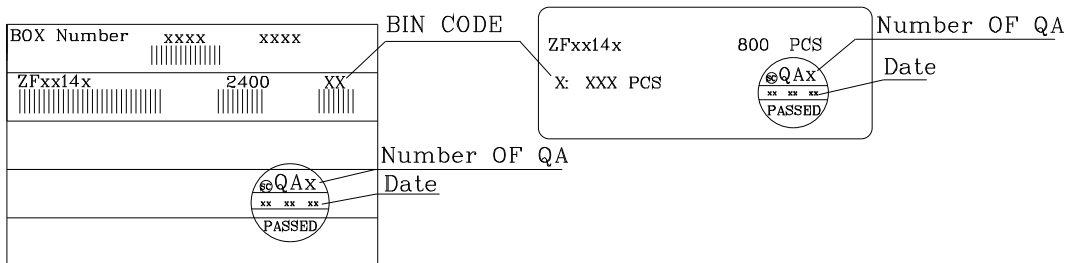 BOX Number xxxx xxxx
ZFxx14x 2400 XX
Number OF QA
SC QAx
Date
xx xx xx
PASSED
BIN CODE
ZFxx14x 800 PCS
X: XXX PCS
Number OF QA
SC QAx
Date
xx xx xx
PASSED